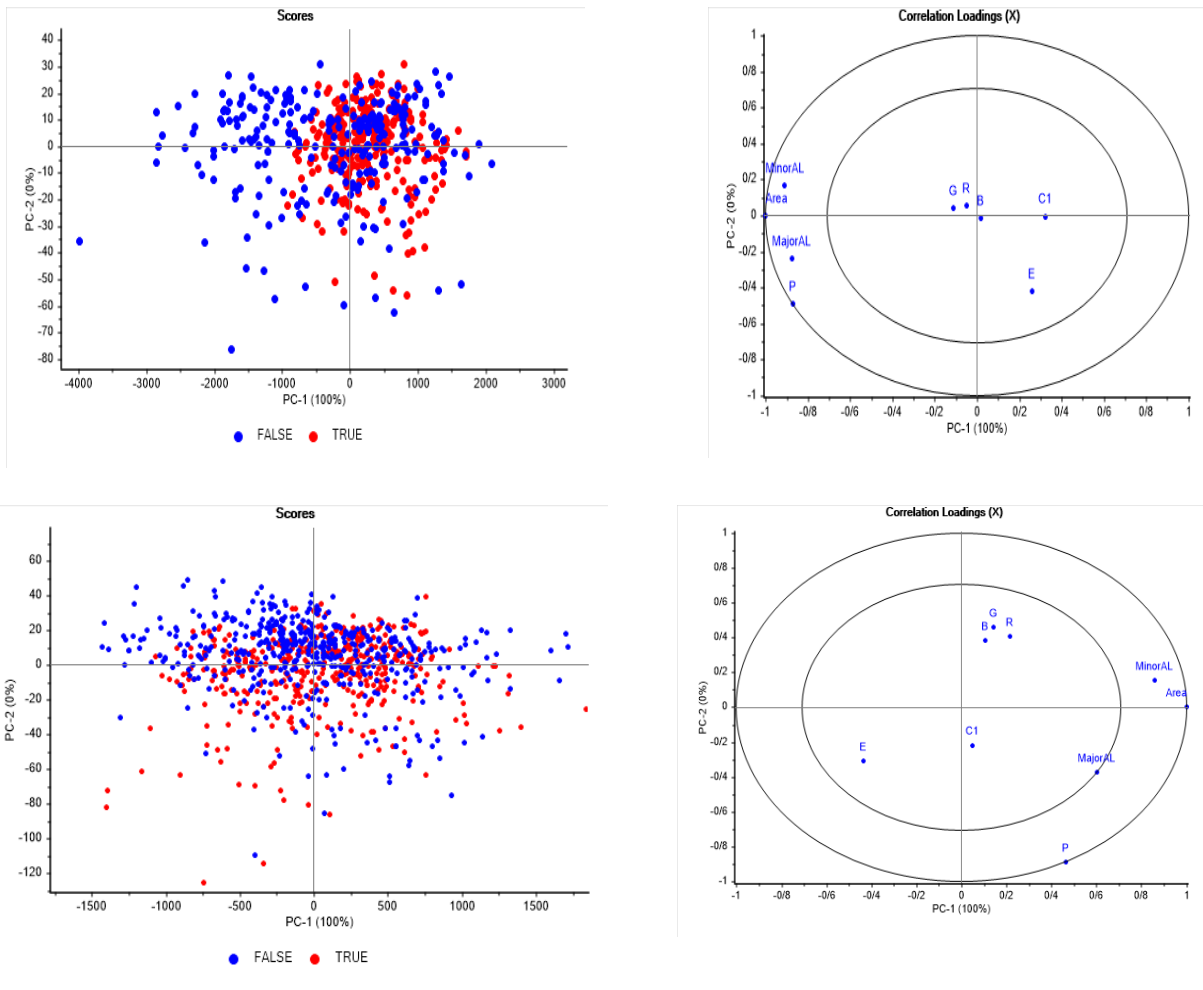 Scores
40
30
20
10
0
-10
-20
-30
-40
-50
-60
-70
-80
PC-2 (0%)
-4000 -3000 -2000 -1000 0 1000 2000 3000
PC-1 (100%)
FALSE TRUE
Correlation Loadings (X)
1
0/8
0/6
0/4
0/2
0
-0/2
-0/4
-0/6
-0/8
-1
PC-2 (0%)
MinorAL
Area
MajorAL
P
G R B C1
E
-1 -0/8 -0/6 -0/4 -0/2 0 0/2 0/4 0/6 0/8 1
PC-1 (100%)
Scores
60
40
20
0
-20
-40
-60
-80
-100
-120
PC-2 (0%)
-1500 -1000 -500 0 500 1000 1500
PC-1 (100%)
FALSE TRUE
Correlation Loadings (X)
1
0/8
0/6
0/4
0/2
0
-0/2
-0/4
-0/6
-0/8
-1
PC-2 (0%)
G
B R
MinorAL
Area
C1
E
MajorAL
P
-1 -0/8 -0/6 -0/4 -0/2 0 0/2 0/4 0/6 0/8 1
PC-1 (100%)